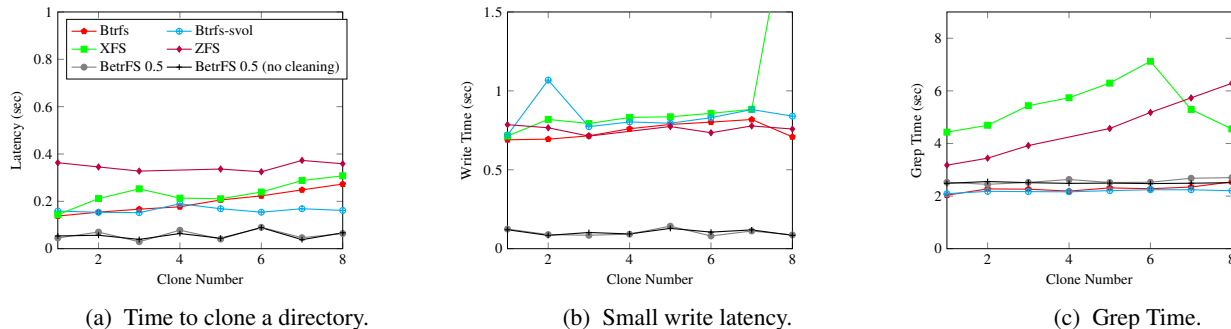 1
0.8
0.6
0.4
0.2
0
Latency (sec)
Btrfs
Btrfs-svol
XFS
ZFS
BetrFS 0.5
BetrFS 0.5 (no cleaning)
2
4
6
8
Clone Number
(a) Time to clone a directory.
1.5
1
0.5
0
Write Time (sec)
2
4
6
8
Clone Number
(b) Small write latency.
8
6
4
2
0
Grep Time (sec)
2
4
6
8
Clone Number
(c) Grep Time.